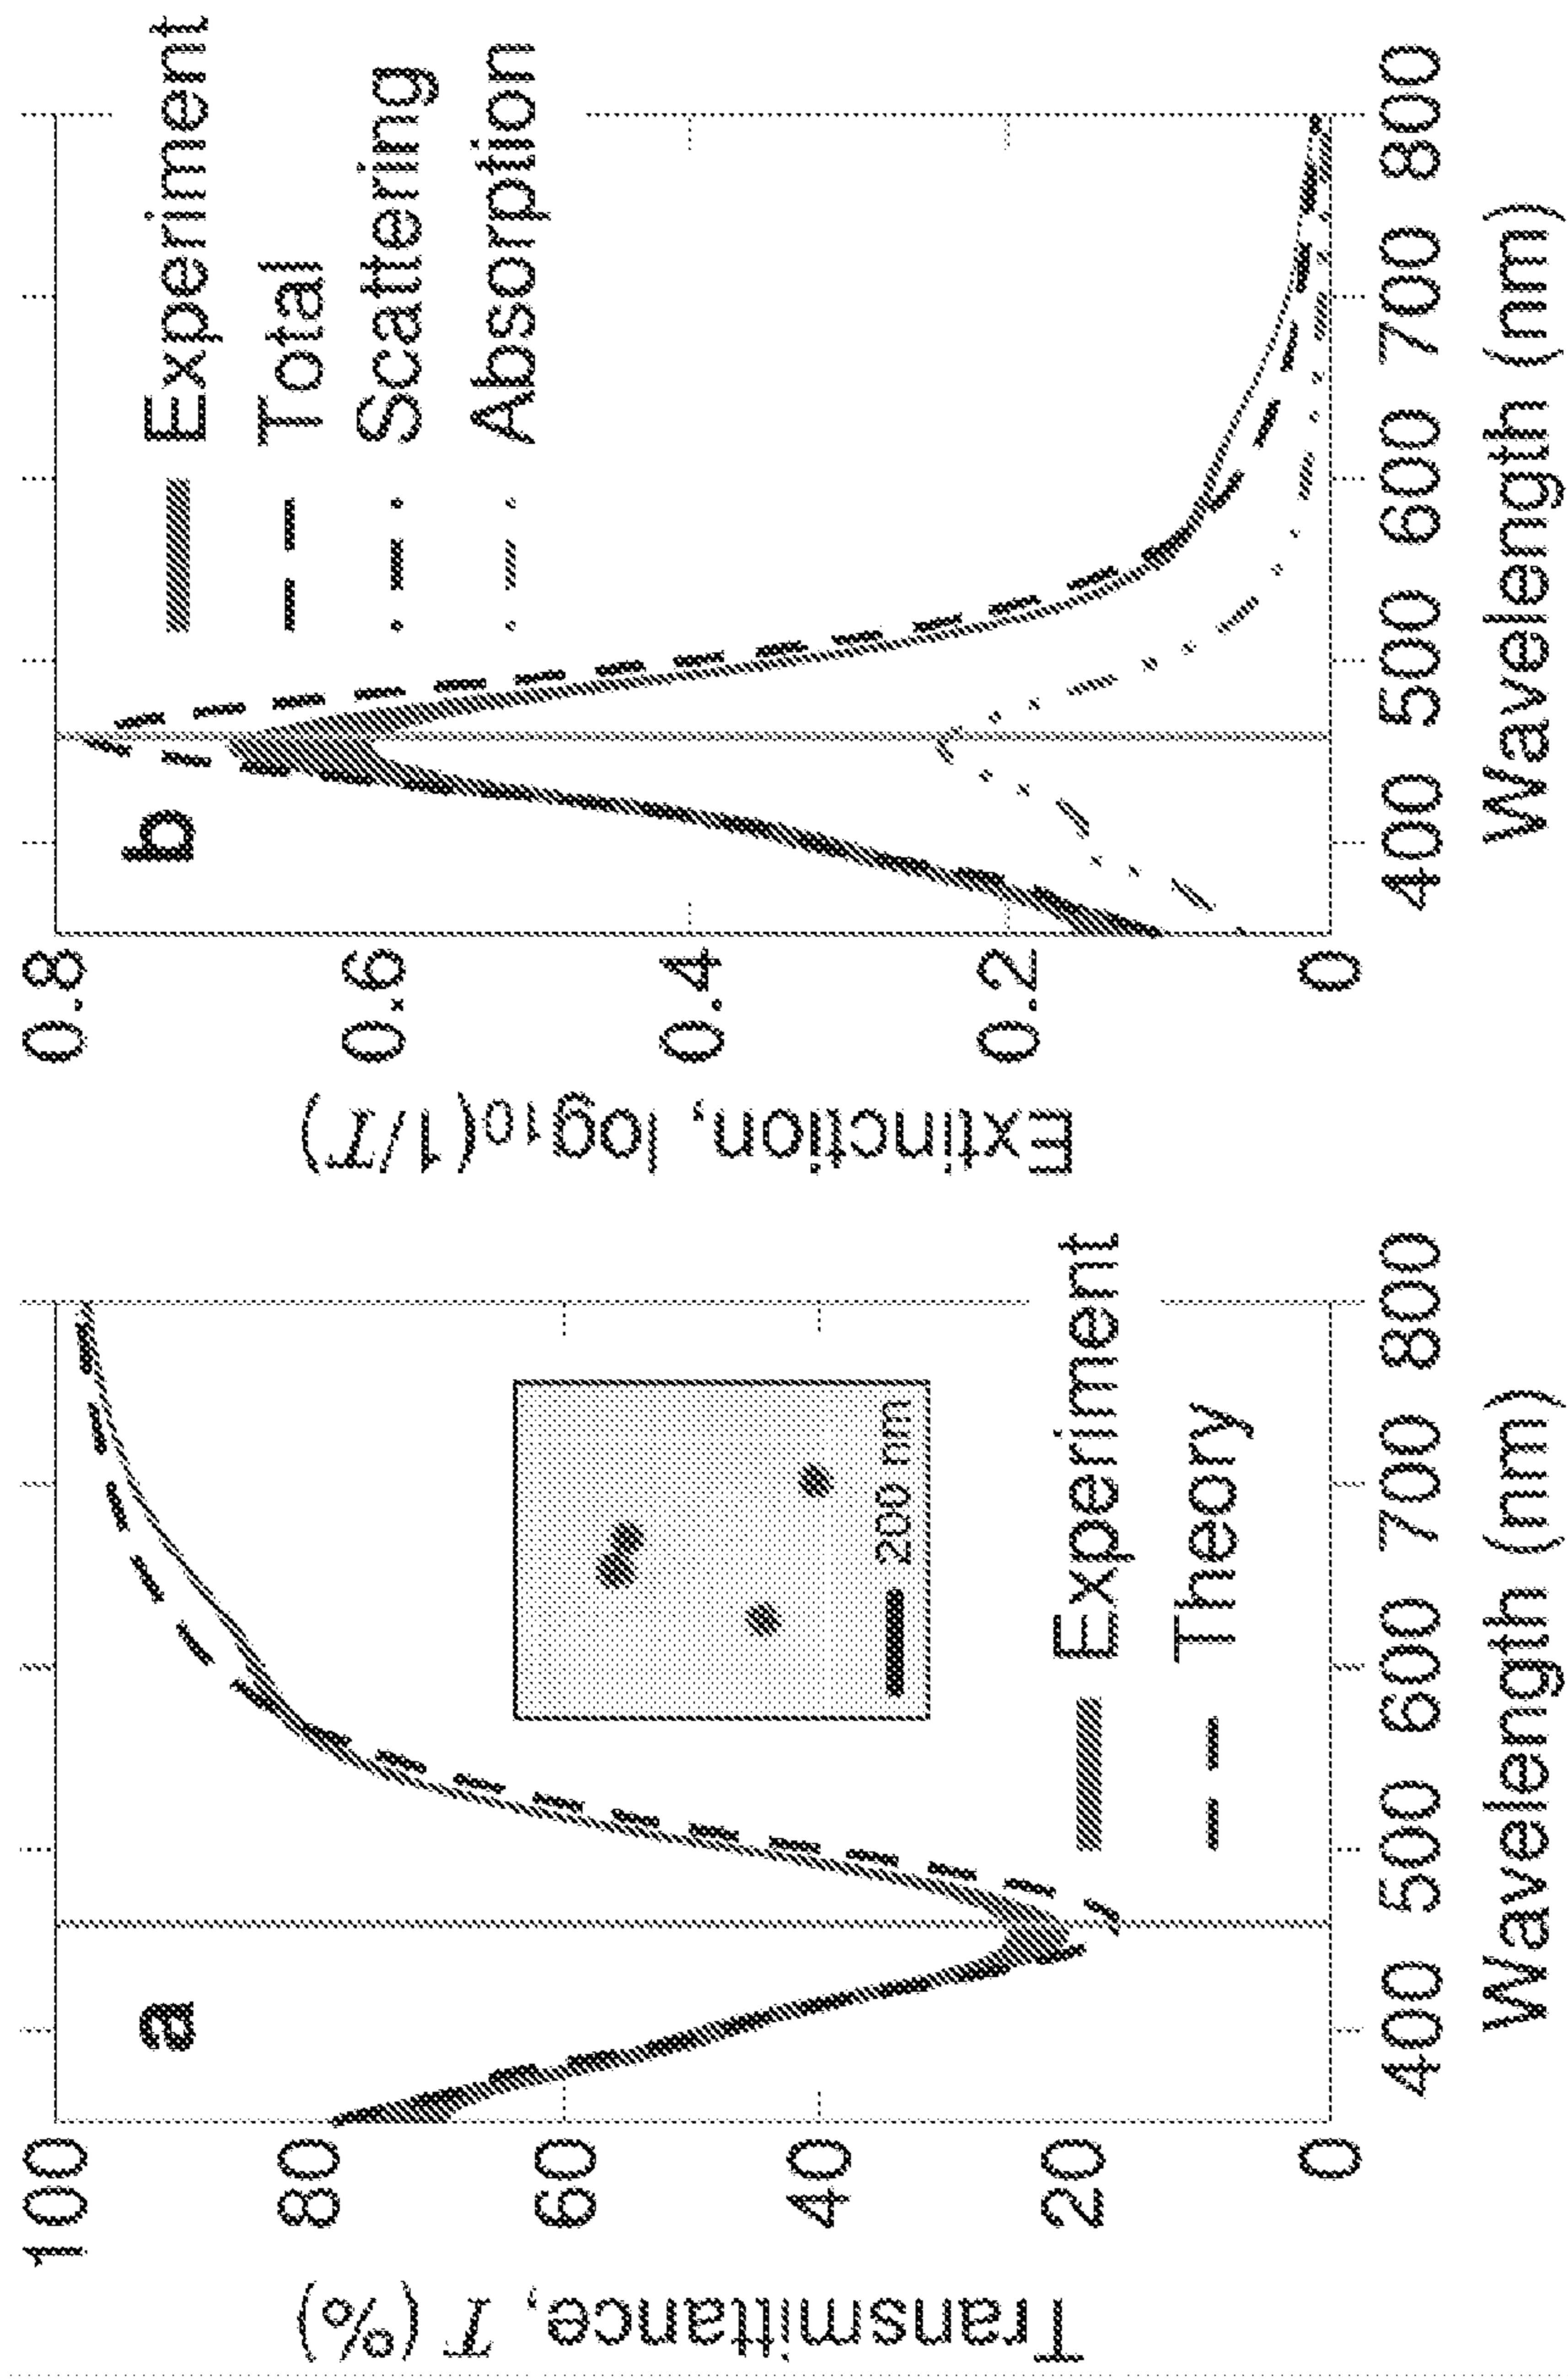 a
100
80
60
40
20
0
Transmittance, T (%)
400 500 600 700 800
Wavelength (nm)
200 nm
Experiment
Theory
b
0.8
0.6
0.4
0.2
0
Extinction, log₁₀(1/T)
400 500 600 700 800
Wavelength (nm)
Experiment
Total
Scattering
Absorption